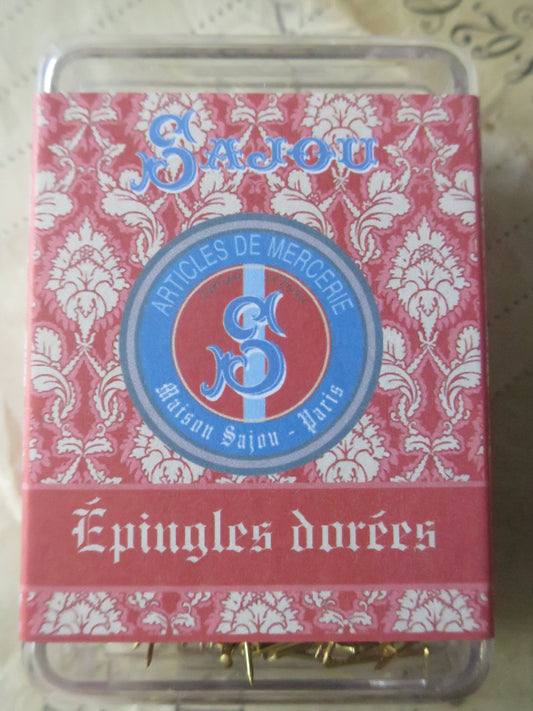 SAJOU
ARTICLES DE MERCERIE
S
Maison Sajou - Paris
Épingles dorées